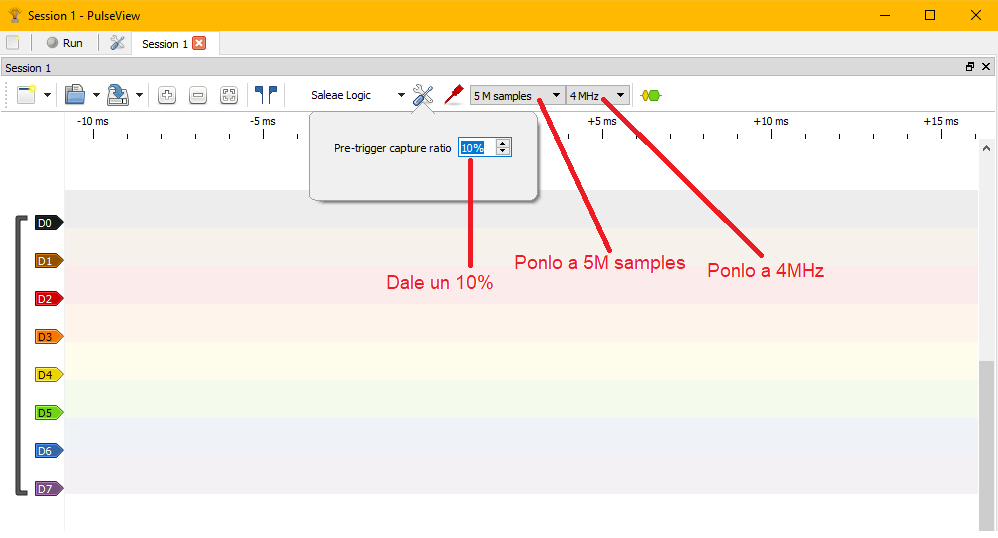 Session 1 - PulseView
Run
Session 1
Session 1
Saleae Logic
5 M samples
4 MHz
-10 ms
-5 ms
+5 ms
+10 ms
+15 ms
Pre-trigger capture ratio 10%
D0
D1
D2
D3
D4
D5
D6
D7
Dale un 10%
Ponlo a 5M samples
Ponlo a 4MHz